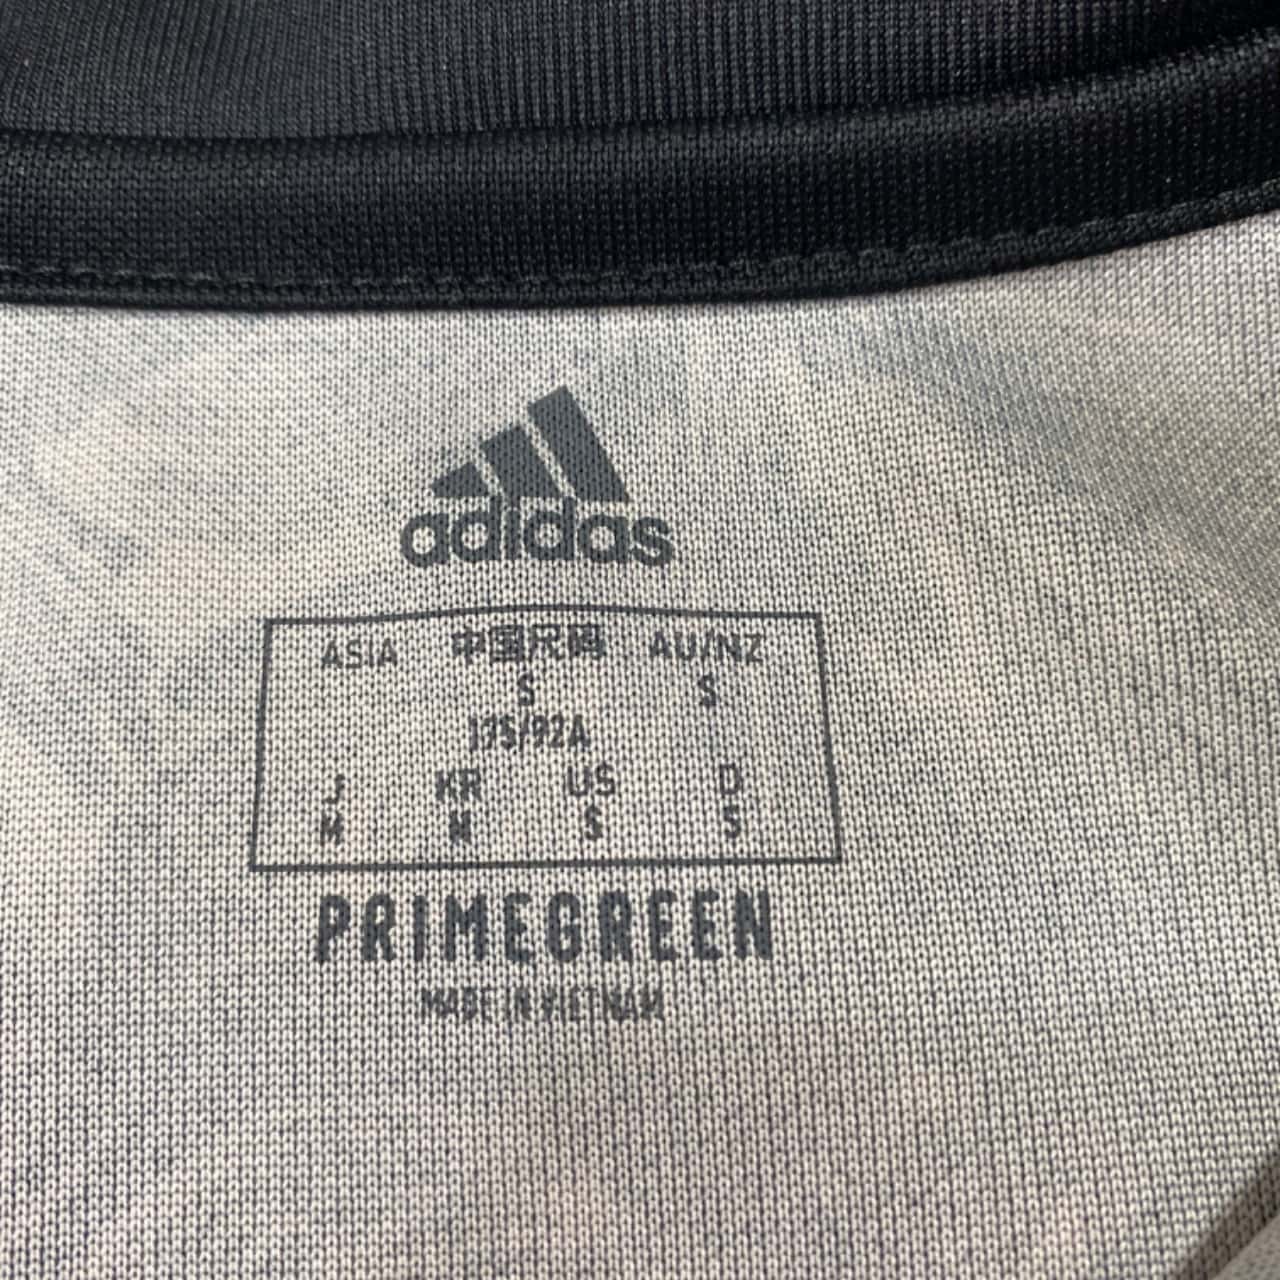 adidas
ASIA 中国尺码 AU/NZ
S S
175/92A
J KR US D
M M S S
PRIMEGREEN
MADE IN VIETNAM